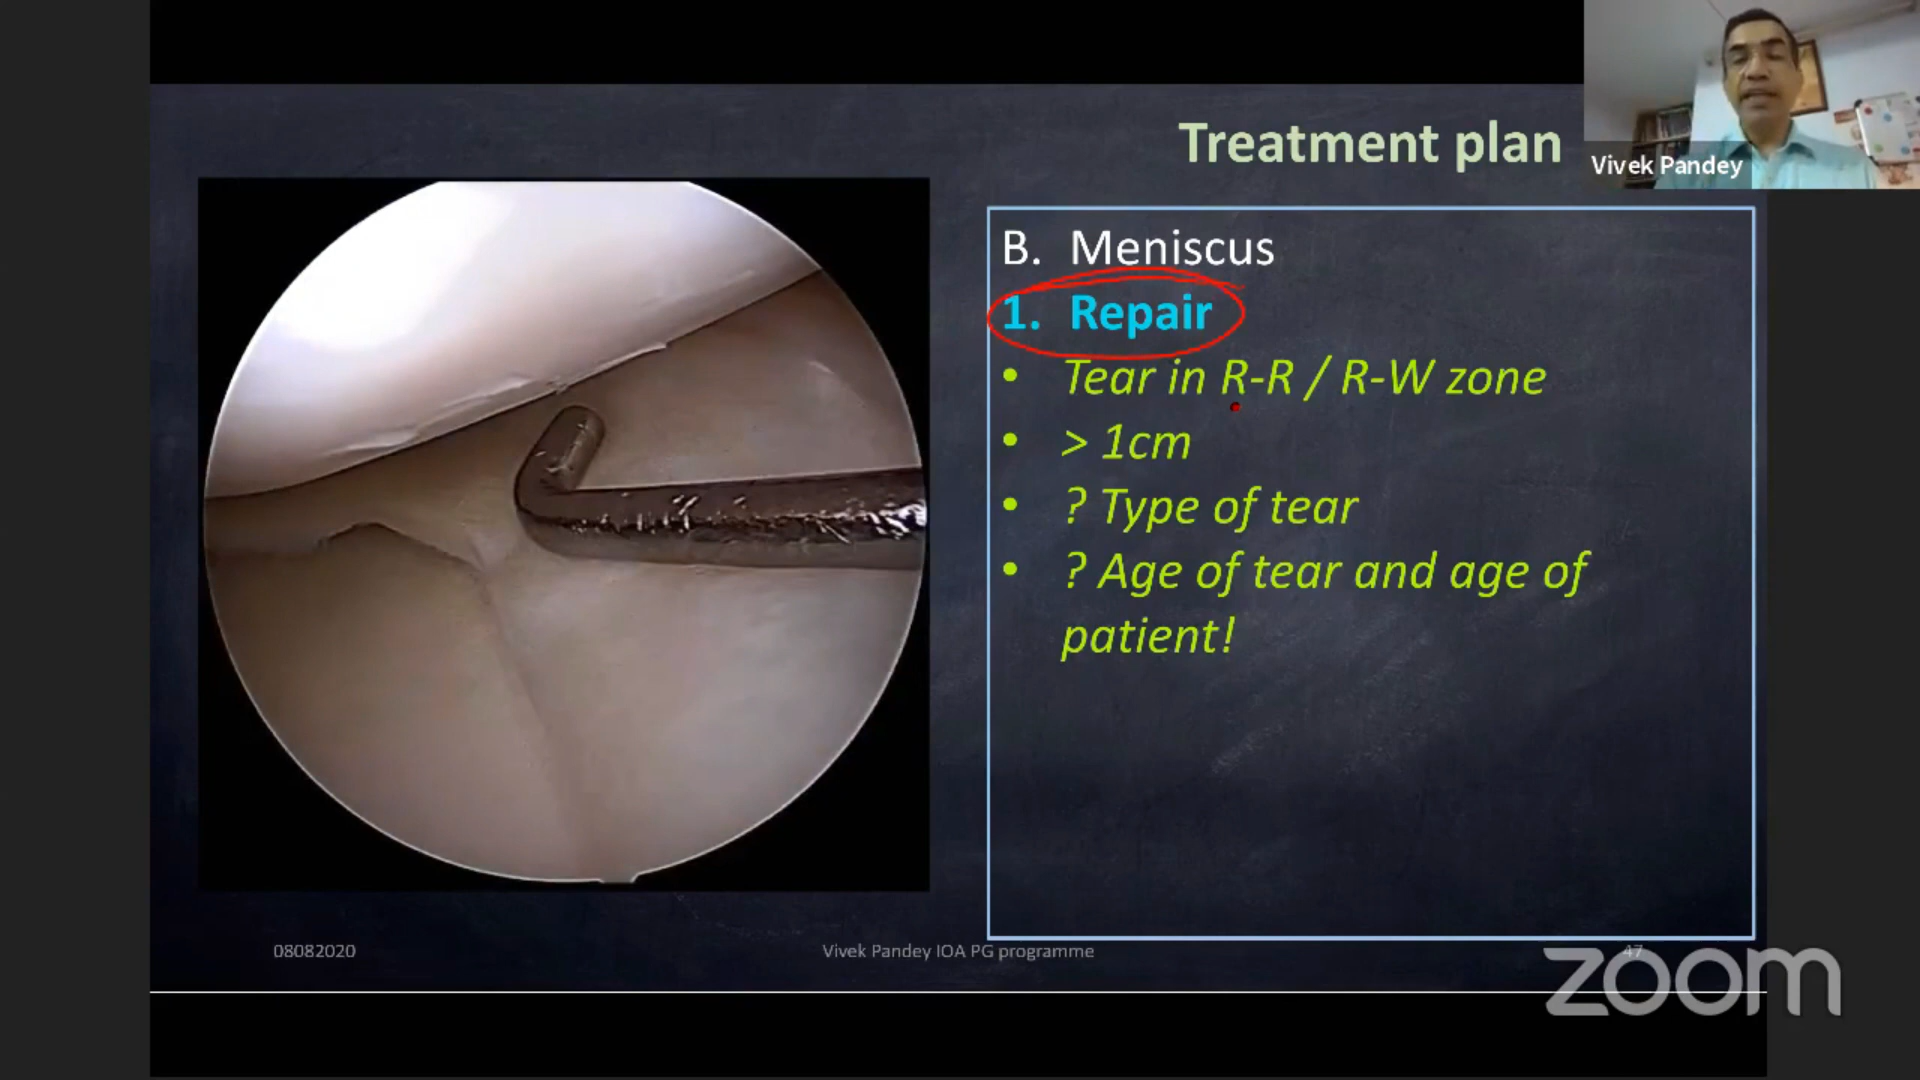 Treatment plan
Vivek Pandey
B. Meniscus
1. Repair
• Tear in R-R / R-W zone
• > 1cm
• ? Type of tear
• ? Age of tear and age of
patient!
08082020
Vivek Pandey IOA PG programme
47
zoom